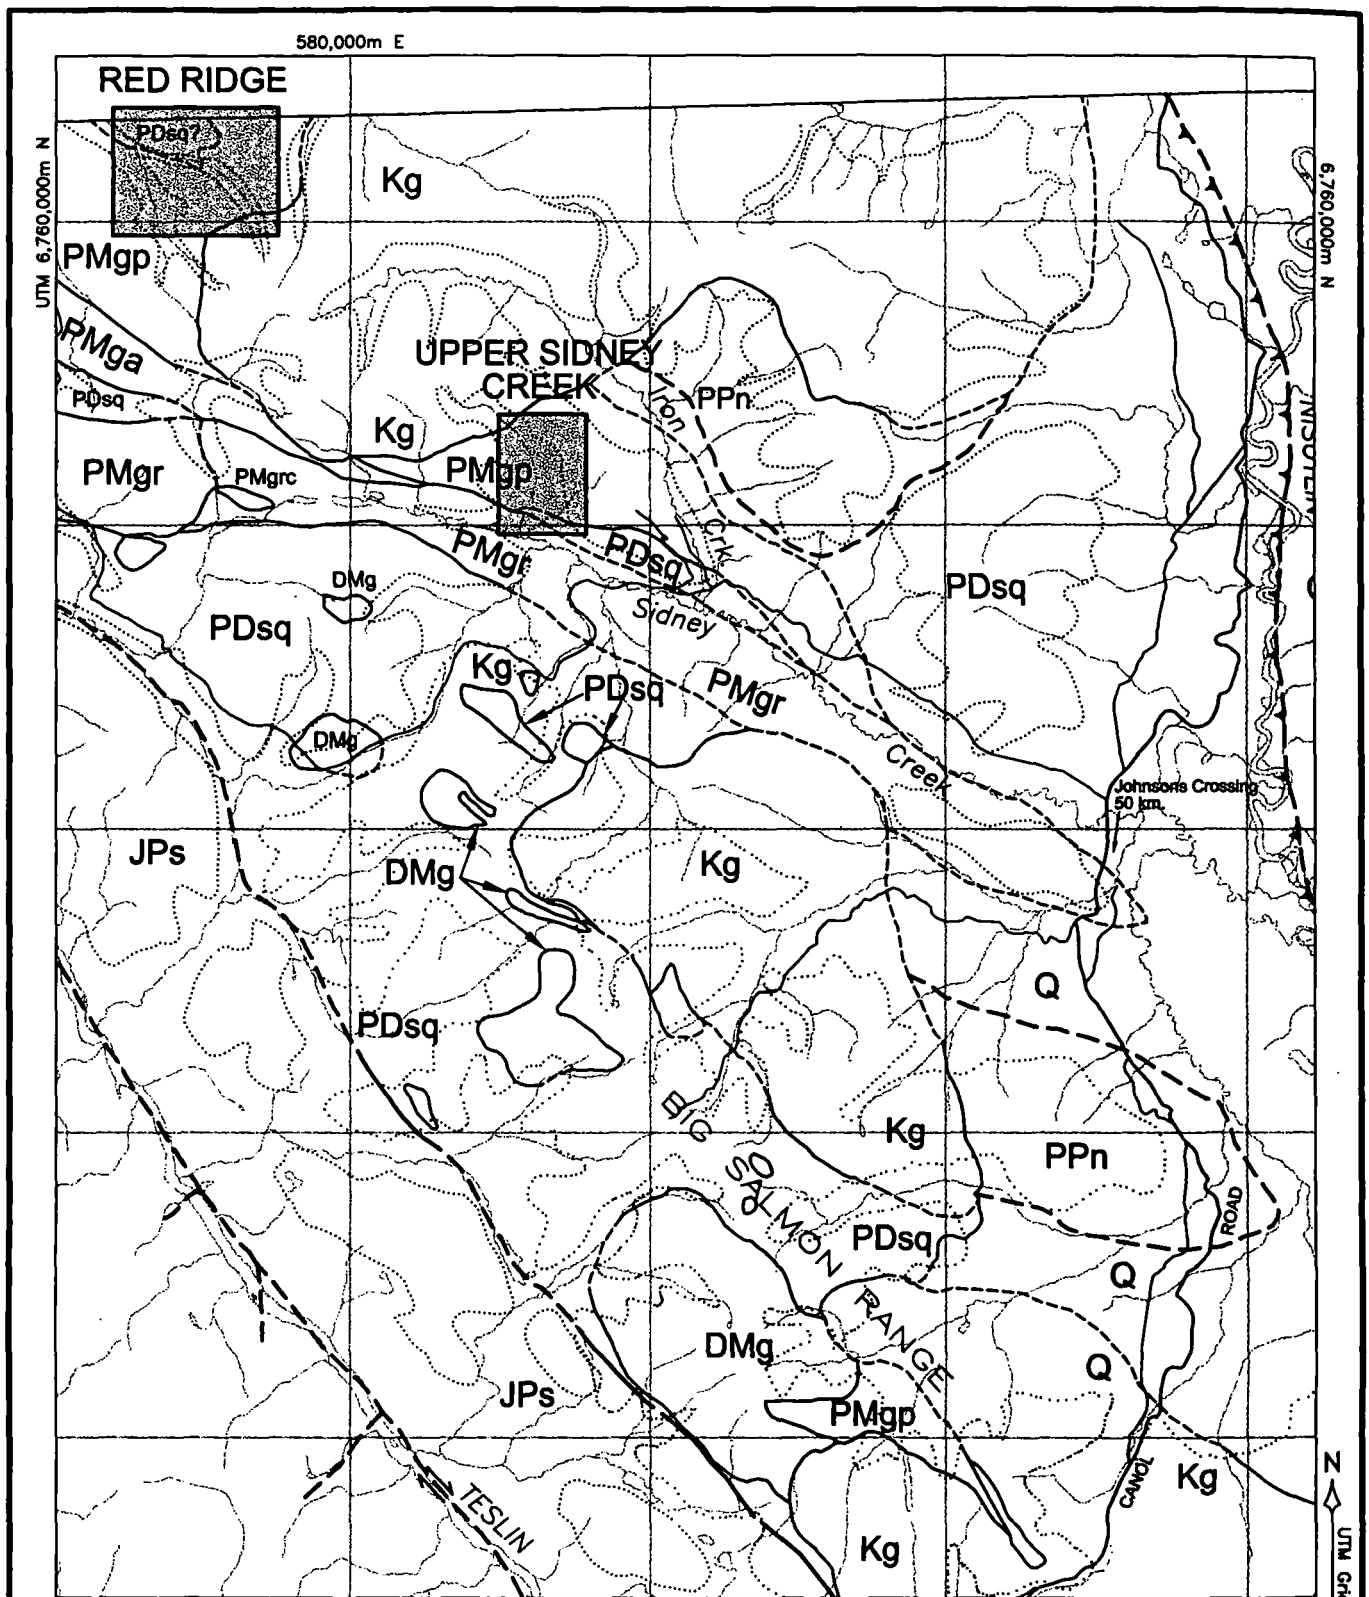 580,000m E
RED RIDGE
PDsq?
UTM 6,760,000m N
6,760,000m N
Kg
PMgp
PMga
UPPER SIDNEY
CREEK
PDsq
Iron
PPn
Kg
PMgr
PMgrc
PMgp
Crk
PMgr
PDsq
DMg
PDsq
Sidney
PDsq
Kg
PDsq
PMgr
DMg
Creek
Johnson's Crossing
50 km.
JPs
Kg
DMg
Q
PDsq
BIG
Kg
PPn
SALMON
ROAD
PDsq
Q
RANGE
DMg
Q
JPs
PMgp
N
CANOL
Kg
TESLIN
Kg
UTM